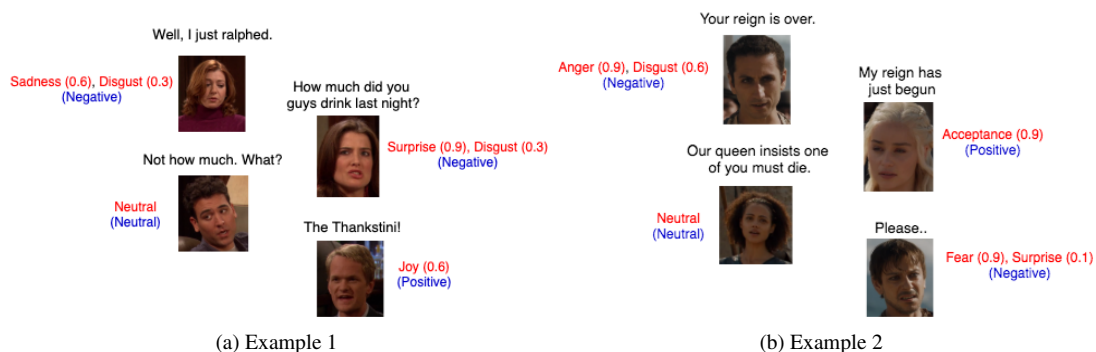 Well, I just ralphed.
Sadness (0.6), Disgust (0.3)
(Negative)
How much did you
guys drink last night?
Surprise (0.9), Disgust (0.3)
(Negative)
Not how much. What?
Neutral
(Neutral)
The Thankstini!
Joy (0.6)
(Positive)
(a) Example 1
Your reign is over.
Anger (0.9), Disgust (0.6)
(Negative)
My reign has
just begun
Acceptance (0.9)
(Positive)
Our queen insists one
of you must die.
Neutral
(Neutral)
Please..
Fear (0.9), Surprise (0.1)
(Negative)
(b) Example 2